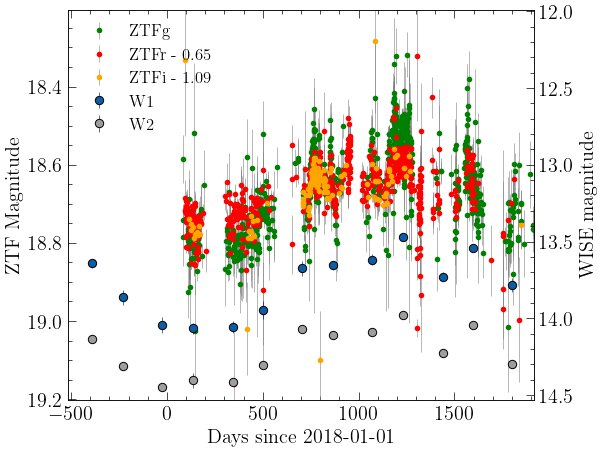 ZTFg
ZTFr - 0.65
ZTFi - 1.09
W1
W2
ZTF Magnitude
18.4
18.6
18.8
19.0
19.2
WISE magnitude
12.0
12.5
13.0
13.5
14.0
14.5
−500
0
500
1000
1500
Days since 2018-01-01